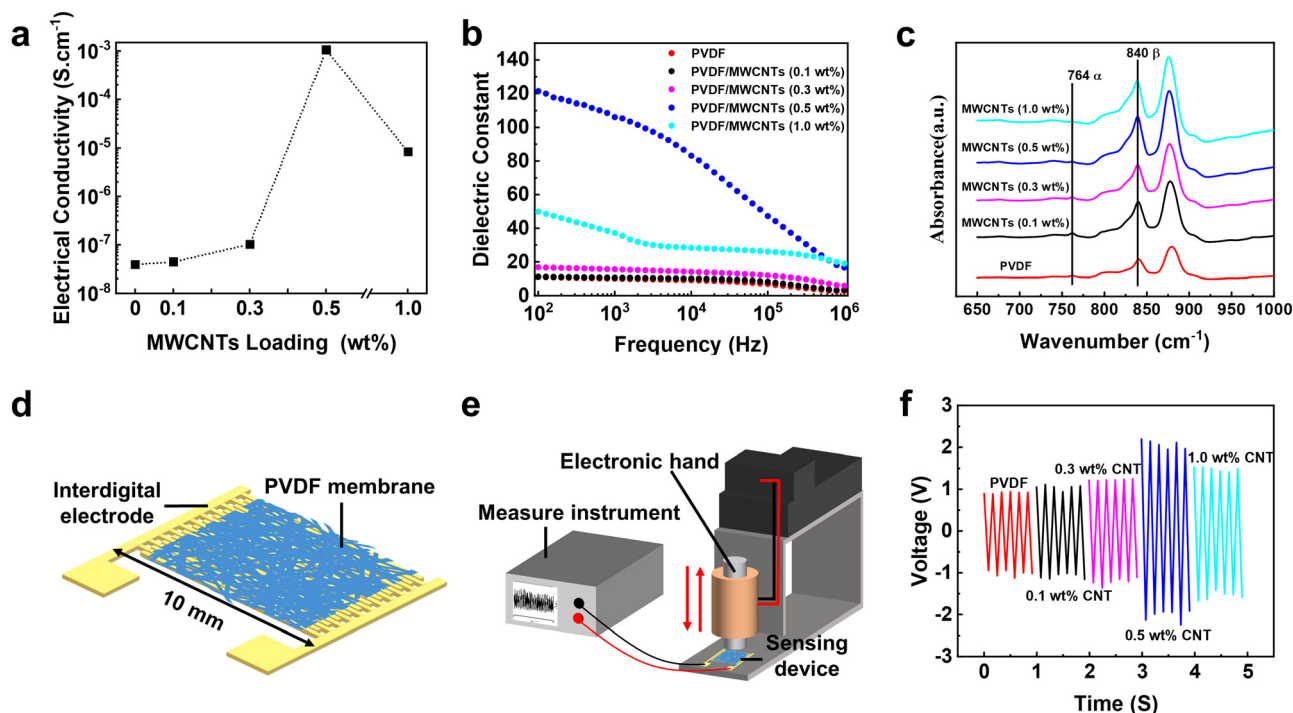 a
Electrical Conductivity (S.cm⁻¹)
10⁻³
10⁻⁴
10⁻⁵
10⁻⁶
10⁻⁷
10⁻⁸
0 0.1 0.3 0.5 1.0
MWCNTs Loading (wt%)
b
Dielectric Constant
140
120
100
80
60
40
20
0
PVDF
PVDF/MWCNTs (0.1 wt%)
PVDF/MWCNTs (0.3 wt%)
PVDF/MWCNTs (0.5 wt%)
PVDF/MWCNTs (1.0 wt%)
10² 10³ 10⁴ 10⁵ 10⁶
Frequency (Hz)
c
Absorbance(a.u.)
764 α
840 β
MWCNTs (1.0 wt%)
MWCNTs (0.5 wt%)
MWCNTs (0.3 wt%)
MWCNTs (0.1 wt%)
PVDF
650 700 750 800 850 900 950 1000
Wavenumber (cm⁻¹)
d
Interdigital
electrode
PVDF membrane
10 mm
e
Electronic hand
Measure instrument
Sensing
device
f
Voltage (V)
3
2
1
0
-1
-2
-3
PVDF
0.3 wt% CNT
1.0 wt% CNT
0.1 wt% CNT
0.5 wt% CNT
0 1 2 3 4 5
Time (S)